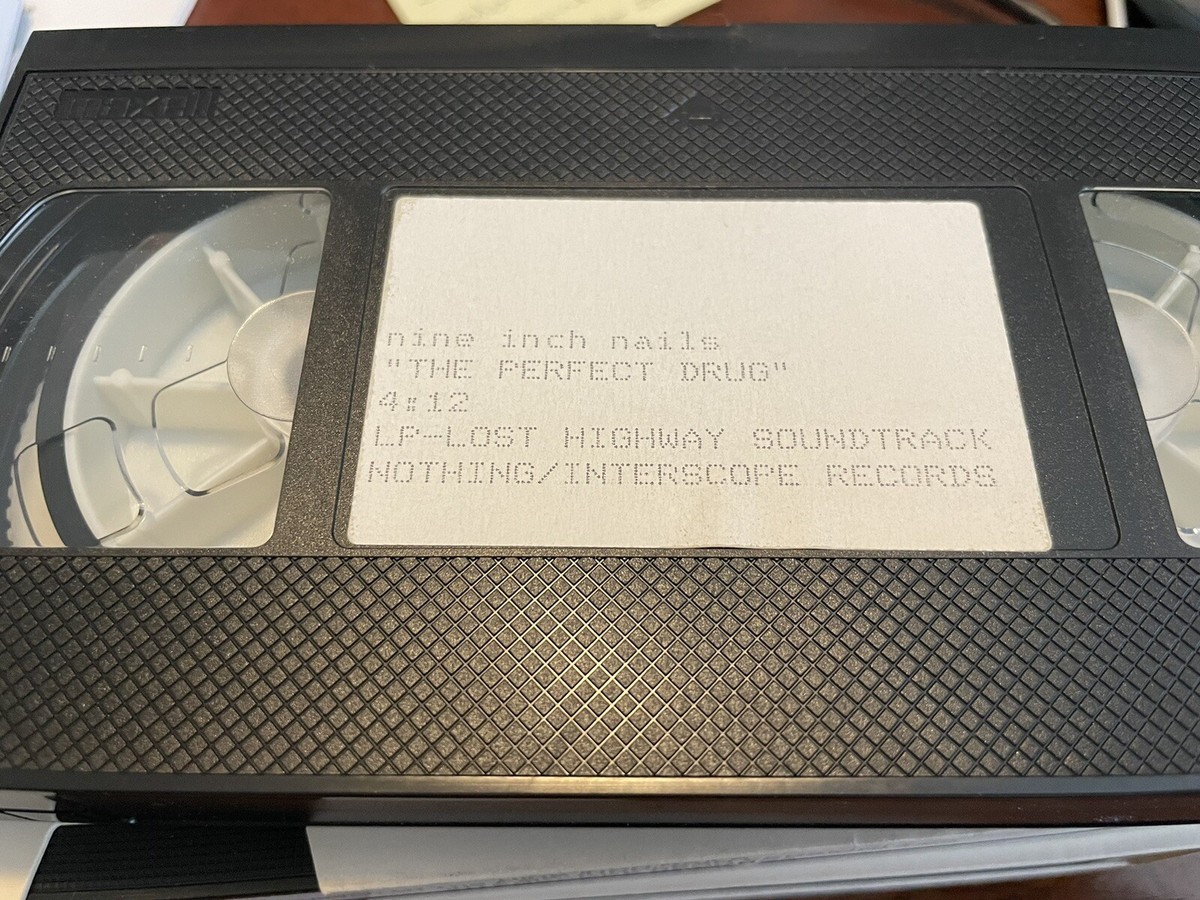 maxell
nine inch nails
"THE PERFECT DRUG"
4:12
LP-LOST HIGHWAY SOUNDTRACK
NOTHING/INTERSCOPE RECORDS